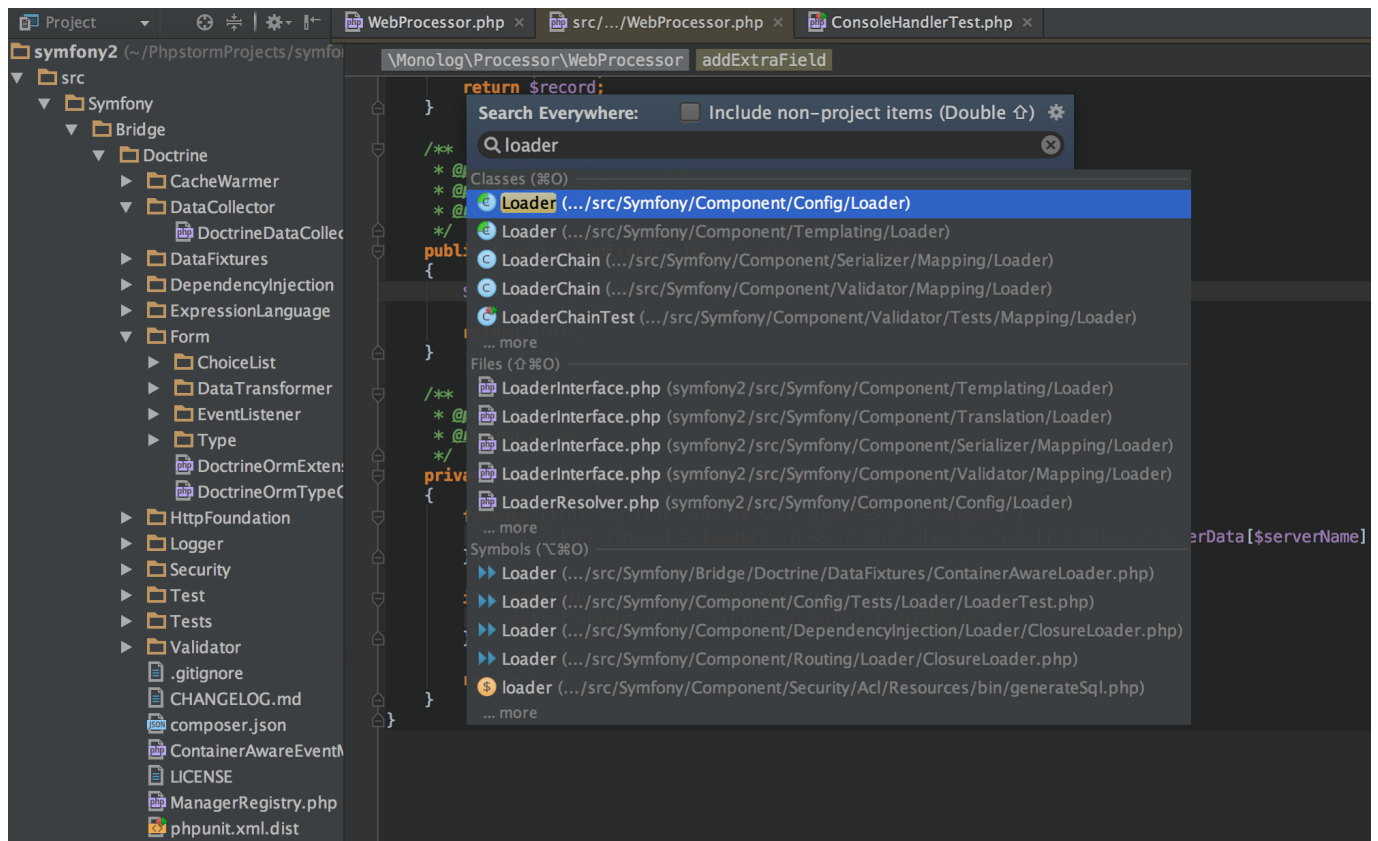 Project
WebProcessor.php
src/.../WebProcessor.php
ConsoleHandlerTest.php
symfony2 (~/PhpstormProjects/symfo
src
Symfony
Bridge
Doctrine
CacheWarmer
DataCollector
DoctrineDataCollec
DataFixtures
DependencyInjection
ExpressionLanguage
Form
ChoiceList
DataTransformer
EventListener
Type
DoctrineOrmExten
DoctrineOrmTypeG
HttpFoundation
Logger
Security
Test
Tests
Validator
.gitignore
CHANGELOG.md
composer.json
ContainerAwareEventM
LICENSE
ManagerRegistry.php
phpunit.xml.dist
\Monolog\Processor\WebProcessor addExtraField
return $record;
}
/**
* @
* @
* @
*/
publi
{
$
}
/**
* @
* @
*/
priva
{
erData[$serverName]
}
}
Search Everywhere: Include non-project items (Double ⇧)
loader
Classes (⌘O)
Loader (.../src/Symfony/Component/Config/Loader)
Loader (.../src/Symfony/Component/Templating/Loader)
LoaderChain (.../src/Symfony/Component/Serializer/Mapping/Loader)
LoaderChain (.../src/Symfony/Component/Validator/Mapping/Loader)
LoaderChainTest (.../src/Symfony/Component/Validator/Tests/Mapping/Loader)
... more
Files (⇧⌘O)
LoaderInterface.php (symfony2/src/Symfony/Component/Templating/Loader)
LoaderInterface.php (symfony2/src/Symfony/Component/Translation/Loader)
LoaderInterface.php (symfony2/src/Symfony/Component/Serializer/Mapping/Loader)
LoaderInterface.php (symfony2/src/Symfony/Component/Validator/Mapping/Loader)
LoaderResolver.php (symfony2/src/Symfony/Component/Config/Loader)
... more
Symbols (⌥⌘O)
Loader (.../src/Symfony/Bridge/Doctrine/DataFixtures/ContainerAwareLoader.php)
Loader (.../src/Symfony/Component/Config/Tests/Loader/LoaderTest.php)
Loader (.../src/Symfony/Component/DependencyInjection/Loader/ClosureLoader.php)
Loader (.../src/Symfony/Component/Routing/Loader/ClosureLoader.php)
loader (.../src/Symfony/Component/Security/Acl/Resources/bin/generateSql.php)
... more